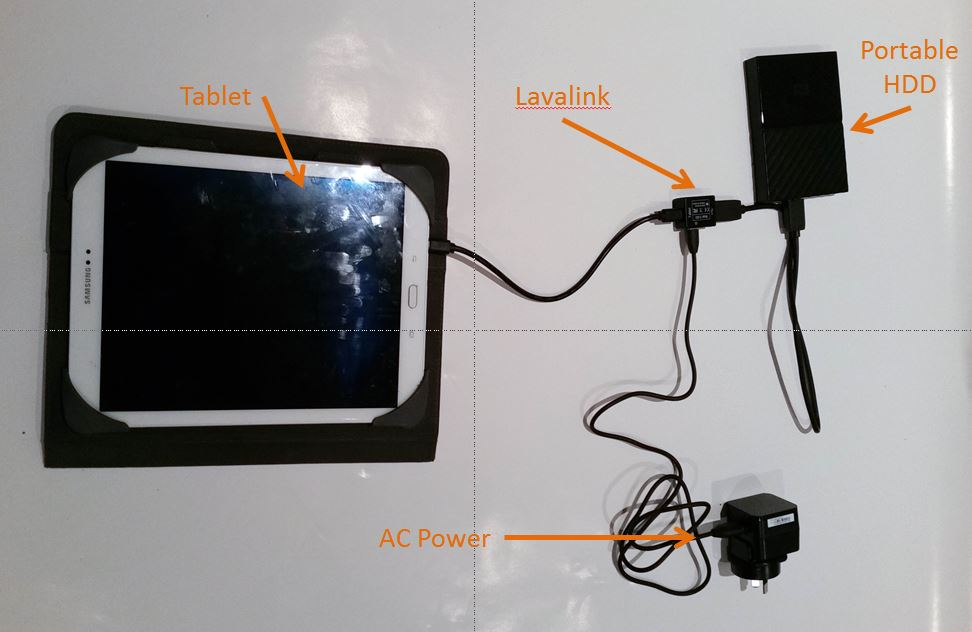 Tablet
Lavalink
Portable
HDD
SAMSUNG
AC Power